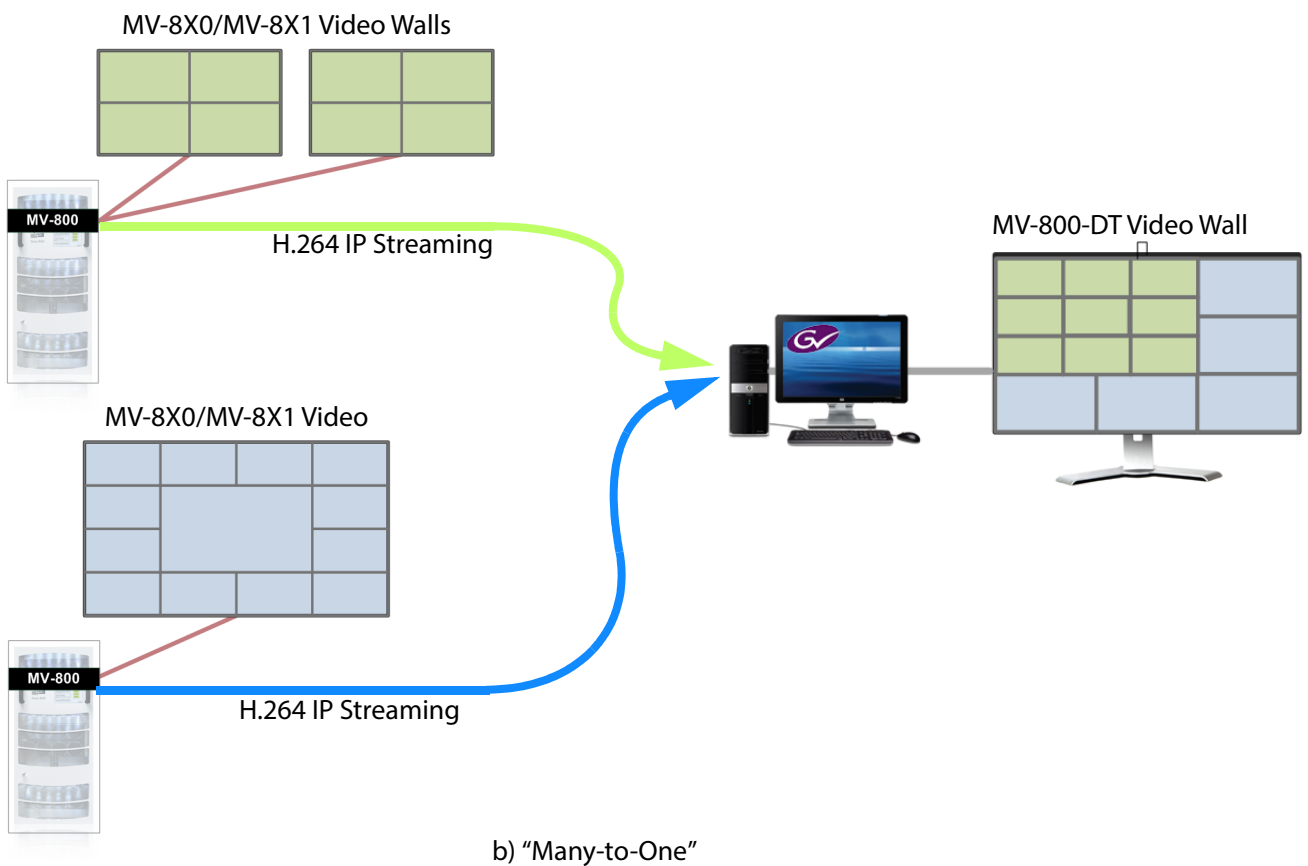 MV-8X0/MV-8X1 Video Walls
MV-800
H.264 IP Streaming
MV-800-DT Video Wall
GV
MV-8X0/MV-8X1 Video
MV-800
H.264 IP Streaming
b) “Many-to-One”